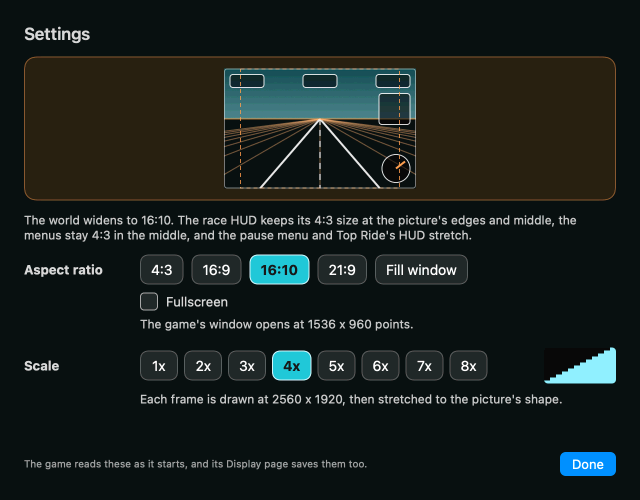 Settings
The world widens to 16:10. The race HUD keeps its 4:3 size at the picture's edges and middle, the
menus stay 4:3 in the middle, and the pause menu and Top Ride's HUD stretch.
Aspect ratio
4:3
16:9
16:10
21:9
Fill window
Fullscreen
The game's window opens at 1536 x 960 points.
Scale
1x
2x
3x
4x
5x
6x
7x
8x
Each frame is drawn at 2560 x 1920, then stretched to the picture's shape.
The game reads these as it starts, and its Display page saves them too.
Done